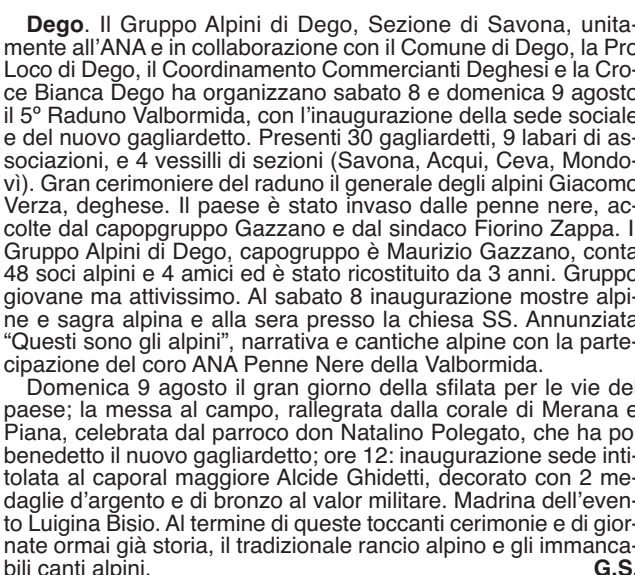 Dego. Il Gruppo Alpini di Dego, Sezione di Savona, unita-
mente all'ANA e in collaborazione con il Comune di Dego, la Pro
Loco di Dego, il Coordinamento Commercianti Deghesi e la Cro-
ce Bianca Dego ha organizzano sabato 8 e domenica 9 agosto
il 5º Raduno Valbormida, con l'inaugurazione della sede sociale
e del nuovo gagliardetto. Presenti 30 gagliardetti, 9 labari di as-
sociazioni, e 4 vessilli di sezioni (Savona, Acqui, Ceva, Mondo-
vì). Gran cerimoniere del raduno il generale degli alpini Giacomo
Verza, deghese. Il paese è stato invaso dalle penne nere, ac-
colte dal capopgruppo Gazzano e dal sindaco Fiorino Zappa. Il
Gruppo Alpini di Dego, capogruppo è Maurizio Gazzano, conta
48 soci alpini e 4 amici ed è stato ricostituito da 3 anni. Gruppo
giovane ma attivissimo. Al sabato 8 inaugurazione mostre alpi-
ne e sagra alpina e alla sera presso la chiesa SS. Annunziata
“Questi sono gli alpini”, narrativa e cantiche alpine con la parte-
cipazione del coro ANA Penne Nere della Valbormida.
Domenica 9 agosto il gran giorno della sfilata per le vie del
paese; la messa al campo, rallegrata dalla corale di Merana e
Piana, celebrata dal parroco don Natalino Polegato, che ha poi
benedetto il nuovo gagliardetto; ore 12: inaugurazione sede inti-
tolata al caporal maggiore Alcide Ghidetti, decorato con 2 me-
daglie d'argento e di bronzo al valor militare. Madrina dell'even-
to Luigina Bisio. Al termine di queste toccanti cerimonie e di gior-
nate ormai già storia, il tradizionale rancio alpino e gli immanca-
bili canti alpini. G.S.